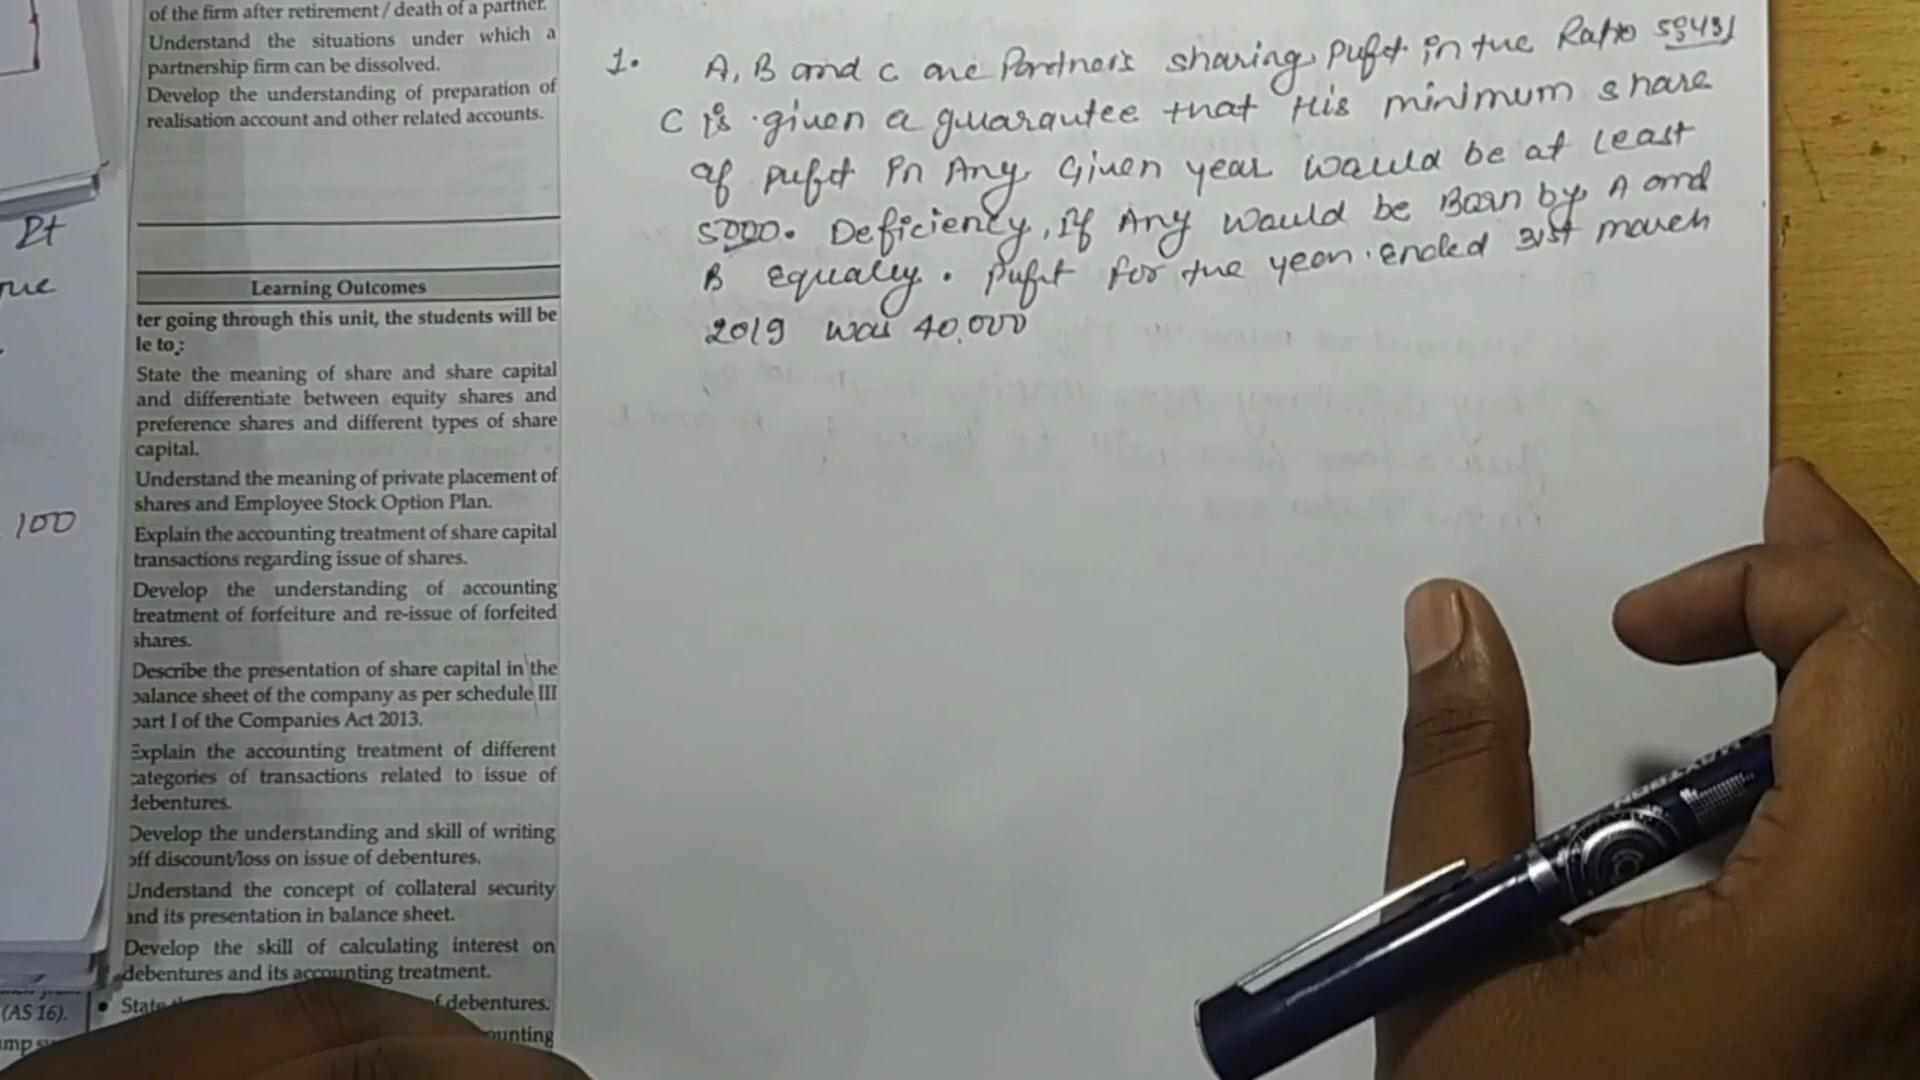 of the firm after retirement / death of a partner.
Understand the situations under which a
partnership firm can be dissolved.
Develop the understanding of preparation of
realisation account and other related accounts.
Learning Outcomes
ter going through this unit, the students will be
le to:
State the meaning of share and share capital
and differentiate between equity shares and
preference shares and different types of share
capital.
Understand the meaning of private placement of
shares and Employee Stock Option Plan.
Explain the accounting treatment of share capital
transactions regarding issue of shares.
Develop the understanding of accounting
treatment of forfeiture and re-issue of forfeited
shares.
Describe the presentation of share capital in the
balance sheet of the company as per schedule III
part I of the Companies Act 2013.
Explain the accounting treatment of different
categories of transactions related to issue of
debentures.
Develop the understanding and skill of writing
off discount/loss on issue of debentures.
Understand the concept of collateral security
and its presentation in balance sheet.
Develop the skill of calculating interest on
debentures and its accounting treatment.
• State
of debentures.
ounting
100
(AS 16).
1. A, B and C are Partners sharing Profit in the Ratio
C is given a guarautee that His minimum share
of profit in Any Given year would be at least
5000. Deficiency, If Any would be Boan by A and
B equaley. Profit for the year ended 31st march
2019 was 40,000